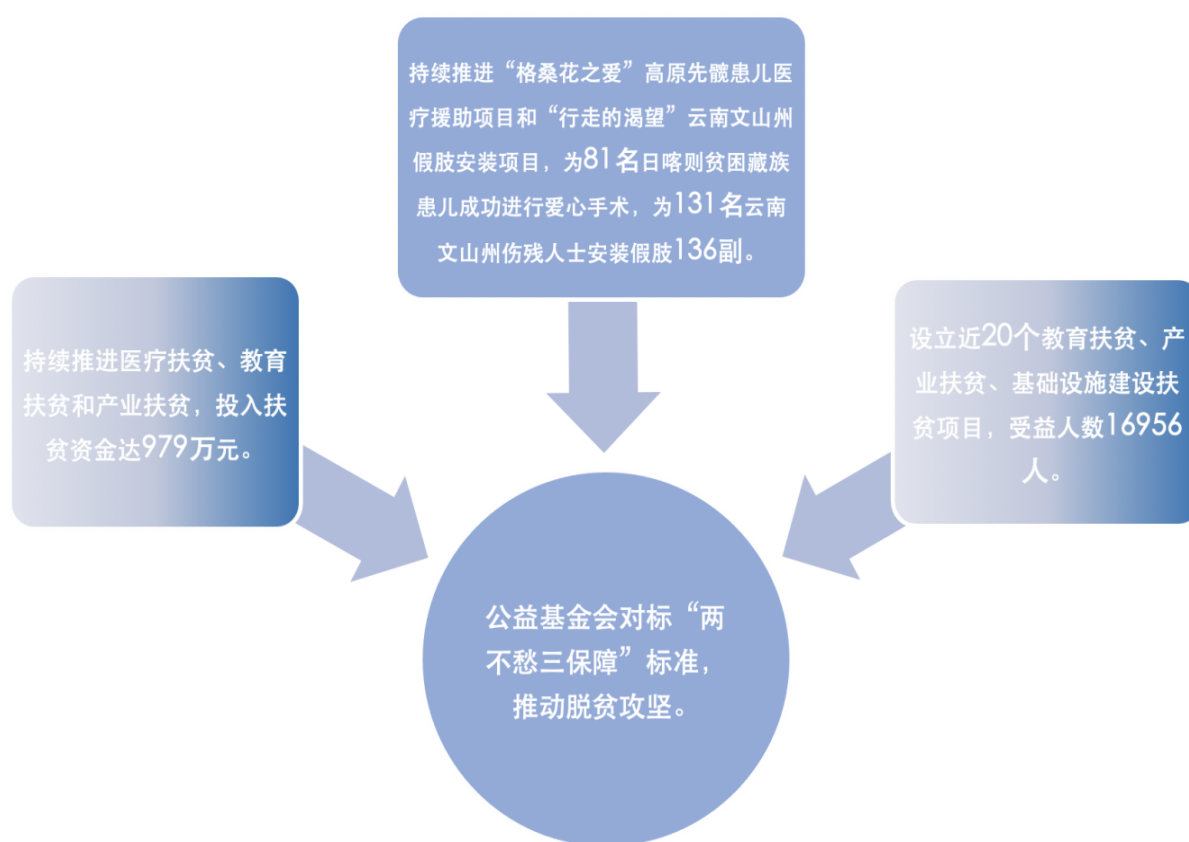 持续推进“格桑花之爱”高原先髋患儿医
疗援助项目和“行走的渴望”云南文山州
假肢安装项目，为81名日喀则贫困藏族
患儿成功进行爱心手术，为131名云南
文山州伤残人士安装假肢136副。
持续推进医疗扶贫、教育
扶贫和产业扶贫，投入扶
贫资金达979万元。
设立近20个教育扶贫、产
业扶贫、基础设施建设扶
贫项目，受益人数16956
人。
公益基金会对标“两
不愁三保障”标准，
推动脱贫攻坚。